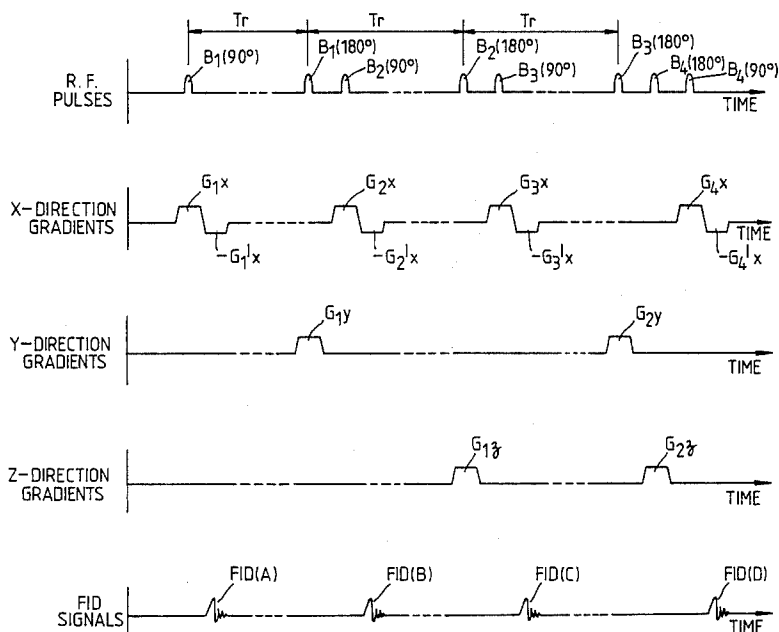 Tr Tr Tr
B1(90°) B1(180°) B2(90°) B2(180°) B3(90°) B3(180°) B4(180°) B4(90°)
R. F.
PULSES
TIME
G1x G2x G3x G4x
X-DIRECTION
GRADIENTS
TIME
-G1'x -G2'x -G3'x -G4'x
G1y G2y
Y-DIRECTION
GRADIENTS
TIME
G1z G2z
Z-DIRECTION
GRADIENTS
TIME
FID(A) FID(B) FID(C) FID(D)
FID
SIGNALS
TIME